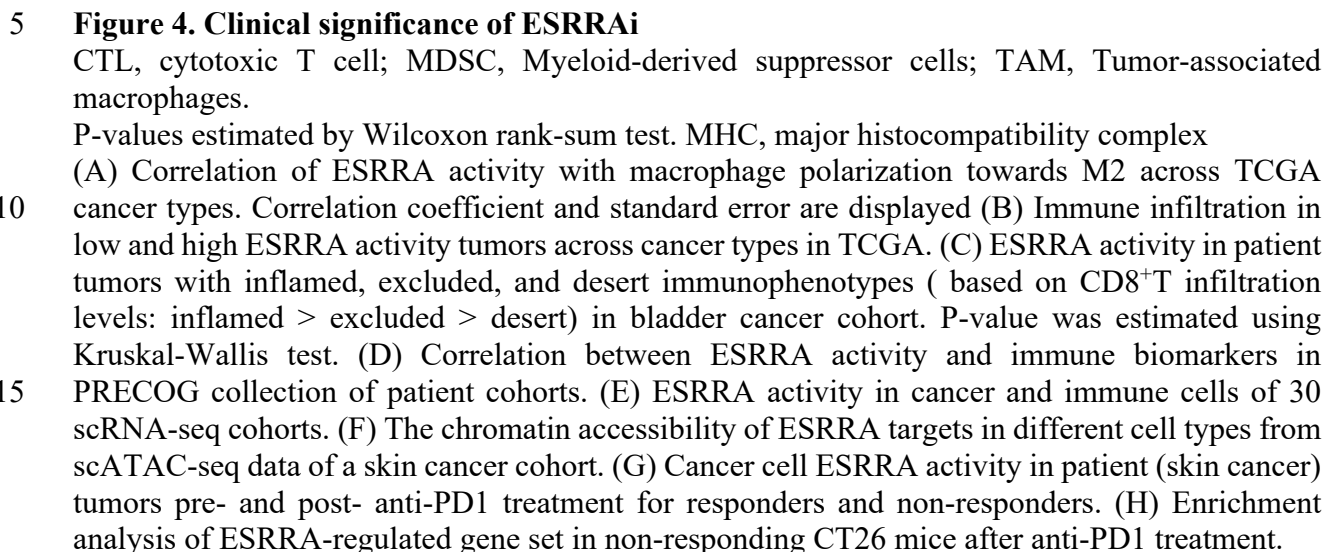 5 Figure 4. Clinical significance of ESRRAi
CTL, cytotoxic T cell; MDSC, Myeloid-derived suppressor cells; TAM, Tumor-associated
macrophages.
P-values estimated by Wilcoxon rank-sum test. MHC, major histocompatibility complex
(A) Correlation of ESRRA activity with macrophage polarization towards M2 across TCGA
10 cancer types. Correlation coefficient and standard error are displayed (B) Immune infiltration in
low and high ESRRA activity tumors across cancer types in TCGA. (C) ESRRA activity in patient
tumors with inflamed, excluded, and desert immunophenotypes ( based on CD8⁺T infiltration
levels: inflamed > excluded > desert) in bladder cancer cohort. P-value was estimated using
Kruskal-Wallis test. (D) Correlation between ESRRA activity and immune biomarkers in
15 PRECOG collection of patient cohorts. (E) ESRRA activity in cancer and immune cells of 30
scRNA-seq cohorts. (F) The chromatin accessibility of ESRRA targets in different cell types from
scATAC-seq data of a skin cancer cohort. (G) Cancer cell ESRRA activity in patient (skin cancer)
tumors pre- and post- anti-PD1 treatment for responders and non-responders. (H) Enrichment
analysis of ESRRA-regulated gene set in non-responding CT26 mice after anti-PD1 treatment.